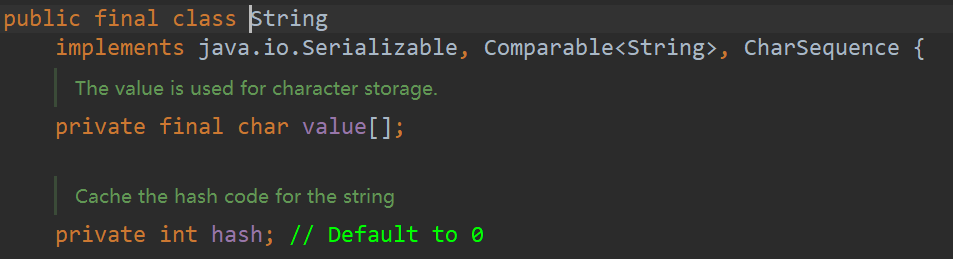 public final class String
implements java.io.Serializable, Comparable<String>, CharSequence {
The value is used for character storage.
private final char value[];
Cache the hash code for the string
private int hash; // Default to 0